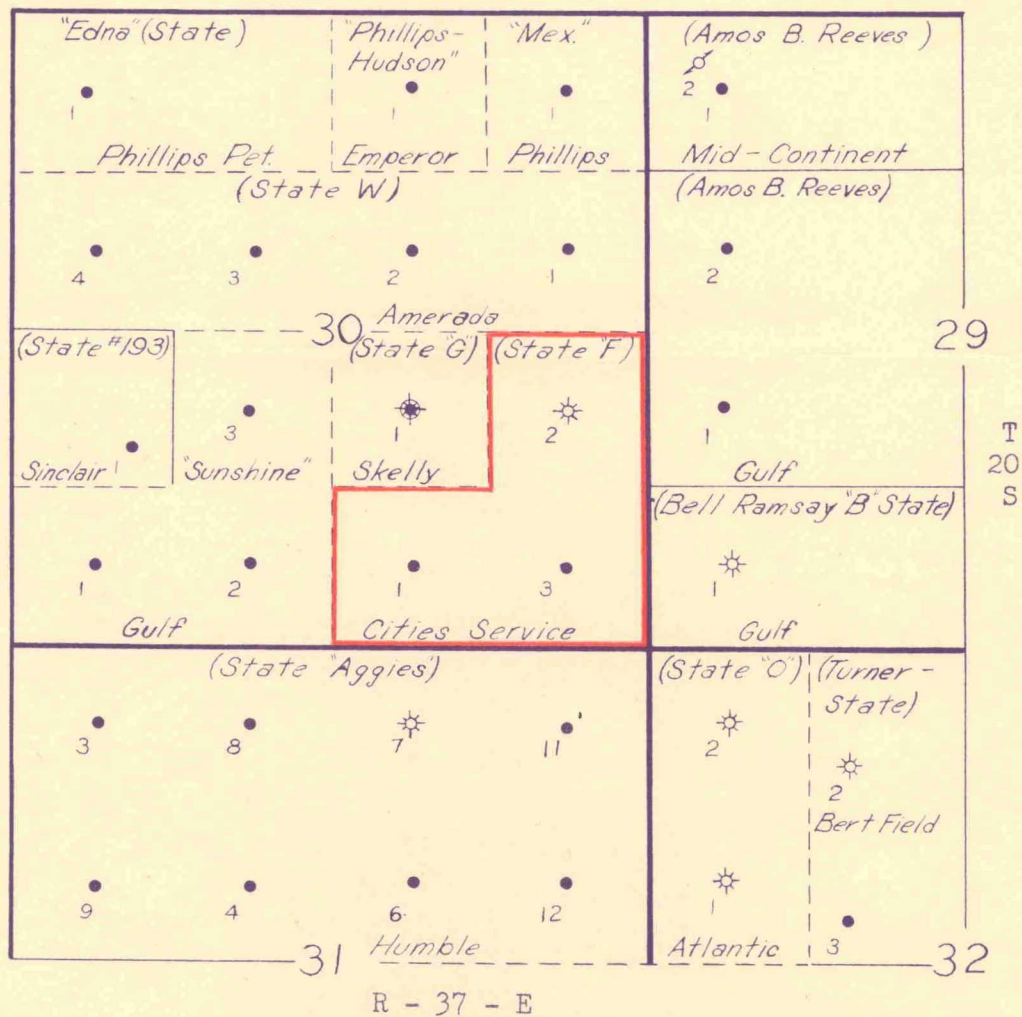 "Edna" (State) "Phillips- "Mex." (Amos B. Reeves )
Hudson"
1 1 1 2 1
Phillips Pet. Emperor Phillips Mid-Continent
(State W) (Amos B. Reeves)
4 3 2 1 2
30 Amerada 29
(State #193) (State "G") (State "F")
3 1 2 1
Sinclair 1 "Sunshine" Skelly Gulf
T
20
S
(Bell Ramsay "B" State)
1 2 1 3 1
Gulf Cities Service Gulf
(State "Aggies") (State "O") (Turner-
State)
3 8 7 11 2
2
Bert Field
9 4 6 12 1 3
31 Humble Atlantic 32
R - 37 - E